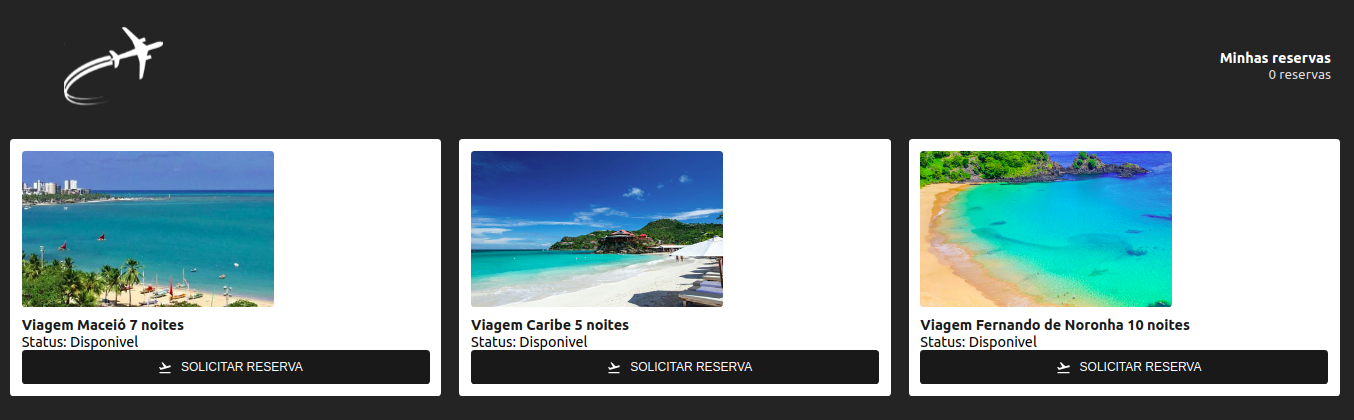 Minhas reservas
0 reservas
Viagem Maceió 7 noites
Status: Disponivel
SOLICITAR RESERVA
Viagem Caribe 5 noites
Status: Disponivel
SOLICITAR RESERVA
Viagem Fernando de Noronha 10 noites
Status: Disponivel
SOLICITAR RESERVA